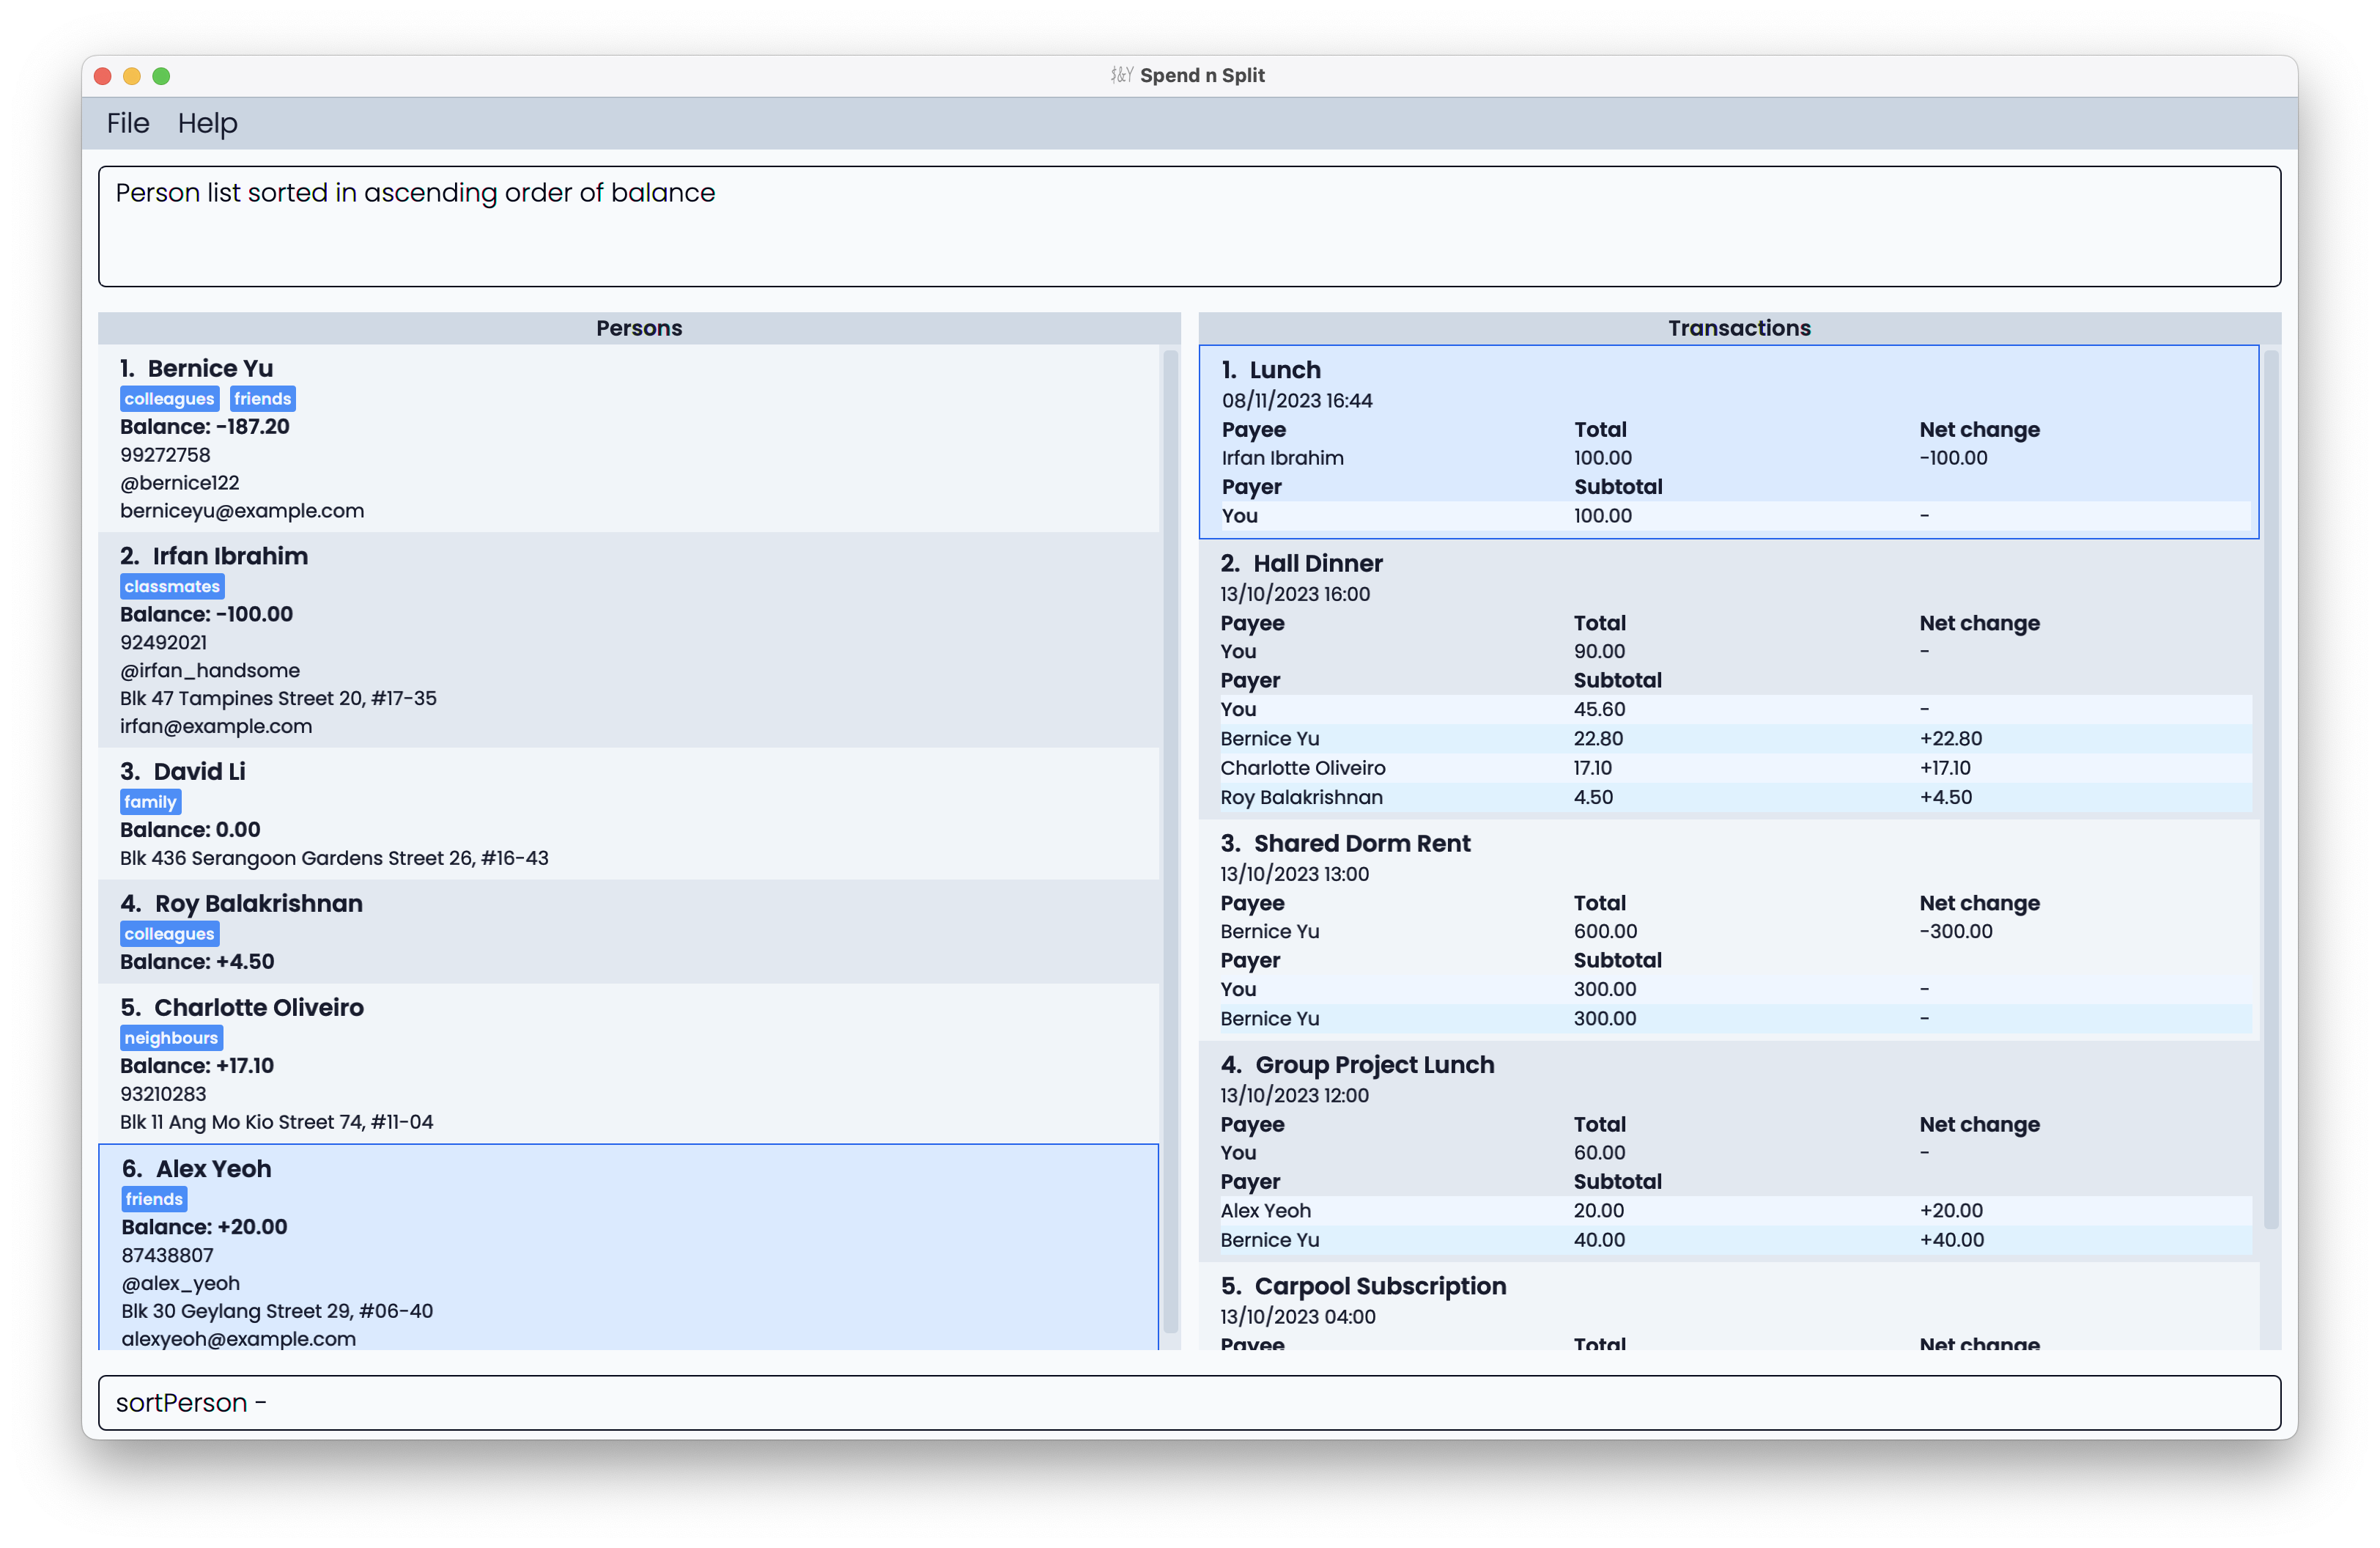 $&Y Spend n Split
File Help
Person list sorted in ascending order of balance
Persons
1. Bernice Yu
colleagues friends
Balance: -187.20
99272758
@bernice122
berniceyu@example.com
2. Irfan Ibrahim
classmates
Balance: -100.00
92492021
@irfan_handsome
Blk 47 Tampines Street 20, #17-35
irfan@example.com
3. David Li
family
Balance: 0.00
Blk 436 Serangoon Gardens Street 26, #16-43
4. Roy Balakrishnan
colleagues
Balance: +4.50
5. Charlotte Oliveiro
neighbours
Balance: +17.10
93210283
Blk 11 Ang Mo Kio Street 74, #11-04
6. Alex Yeoh
friends
Balance: +20.00
87438807
@alex_yeoh
Blk 30 Geylang Street 29, #06-40
alexyeoh@example.com
Transactions
1. Lunch
08/11/2023 16:44
Payee Total Net change
Irfan Ibrahim 100.00 -100.00
Payer Subtotal
You 100.00 -
2. Hall Dinner
13/10/2023 16:00
Payee Total Net change
You 90.00 -
Payer Subtotal
You 45.60 -
Bernice Yu 22.80 +22.80
Charlotte Oliveiro 17.10 +17.10
Roy Balakrishnan 4.50 +4.50
3. Shared Dorm Rent
13/10/2023 13:00
Payee Total Net change
Bernice Yu 600.00 -300.00
Payer Subtotal
You 300.00 -
Bernice Yu 300.00 -
4. Group Project Lunch
13/10/2023 12:00
Payee Total Net change
You 60.00 -
Payer Subtotal
Alex Yeoh 20.00 +20.00
Bernice Yu 40.00 +40.00
5. Carpool Subscription
13/10/2023 04:00
Payee Total Net change
sortPerson -